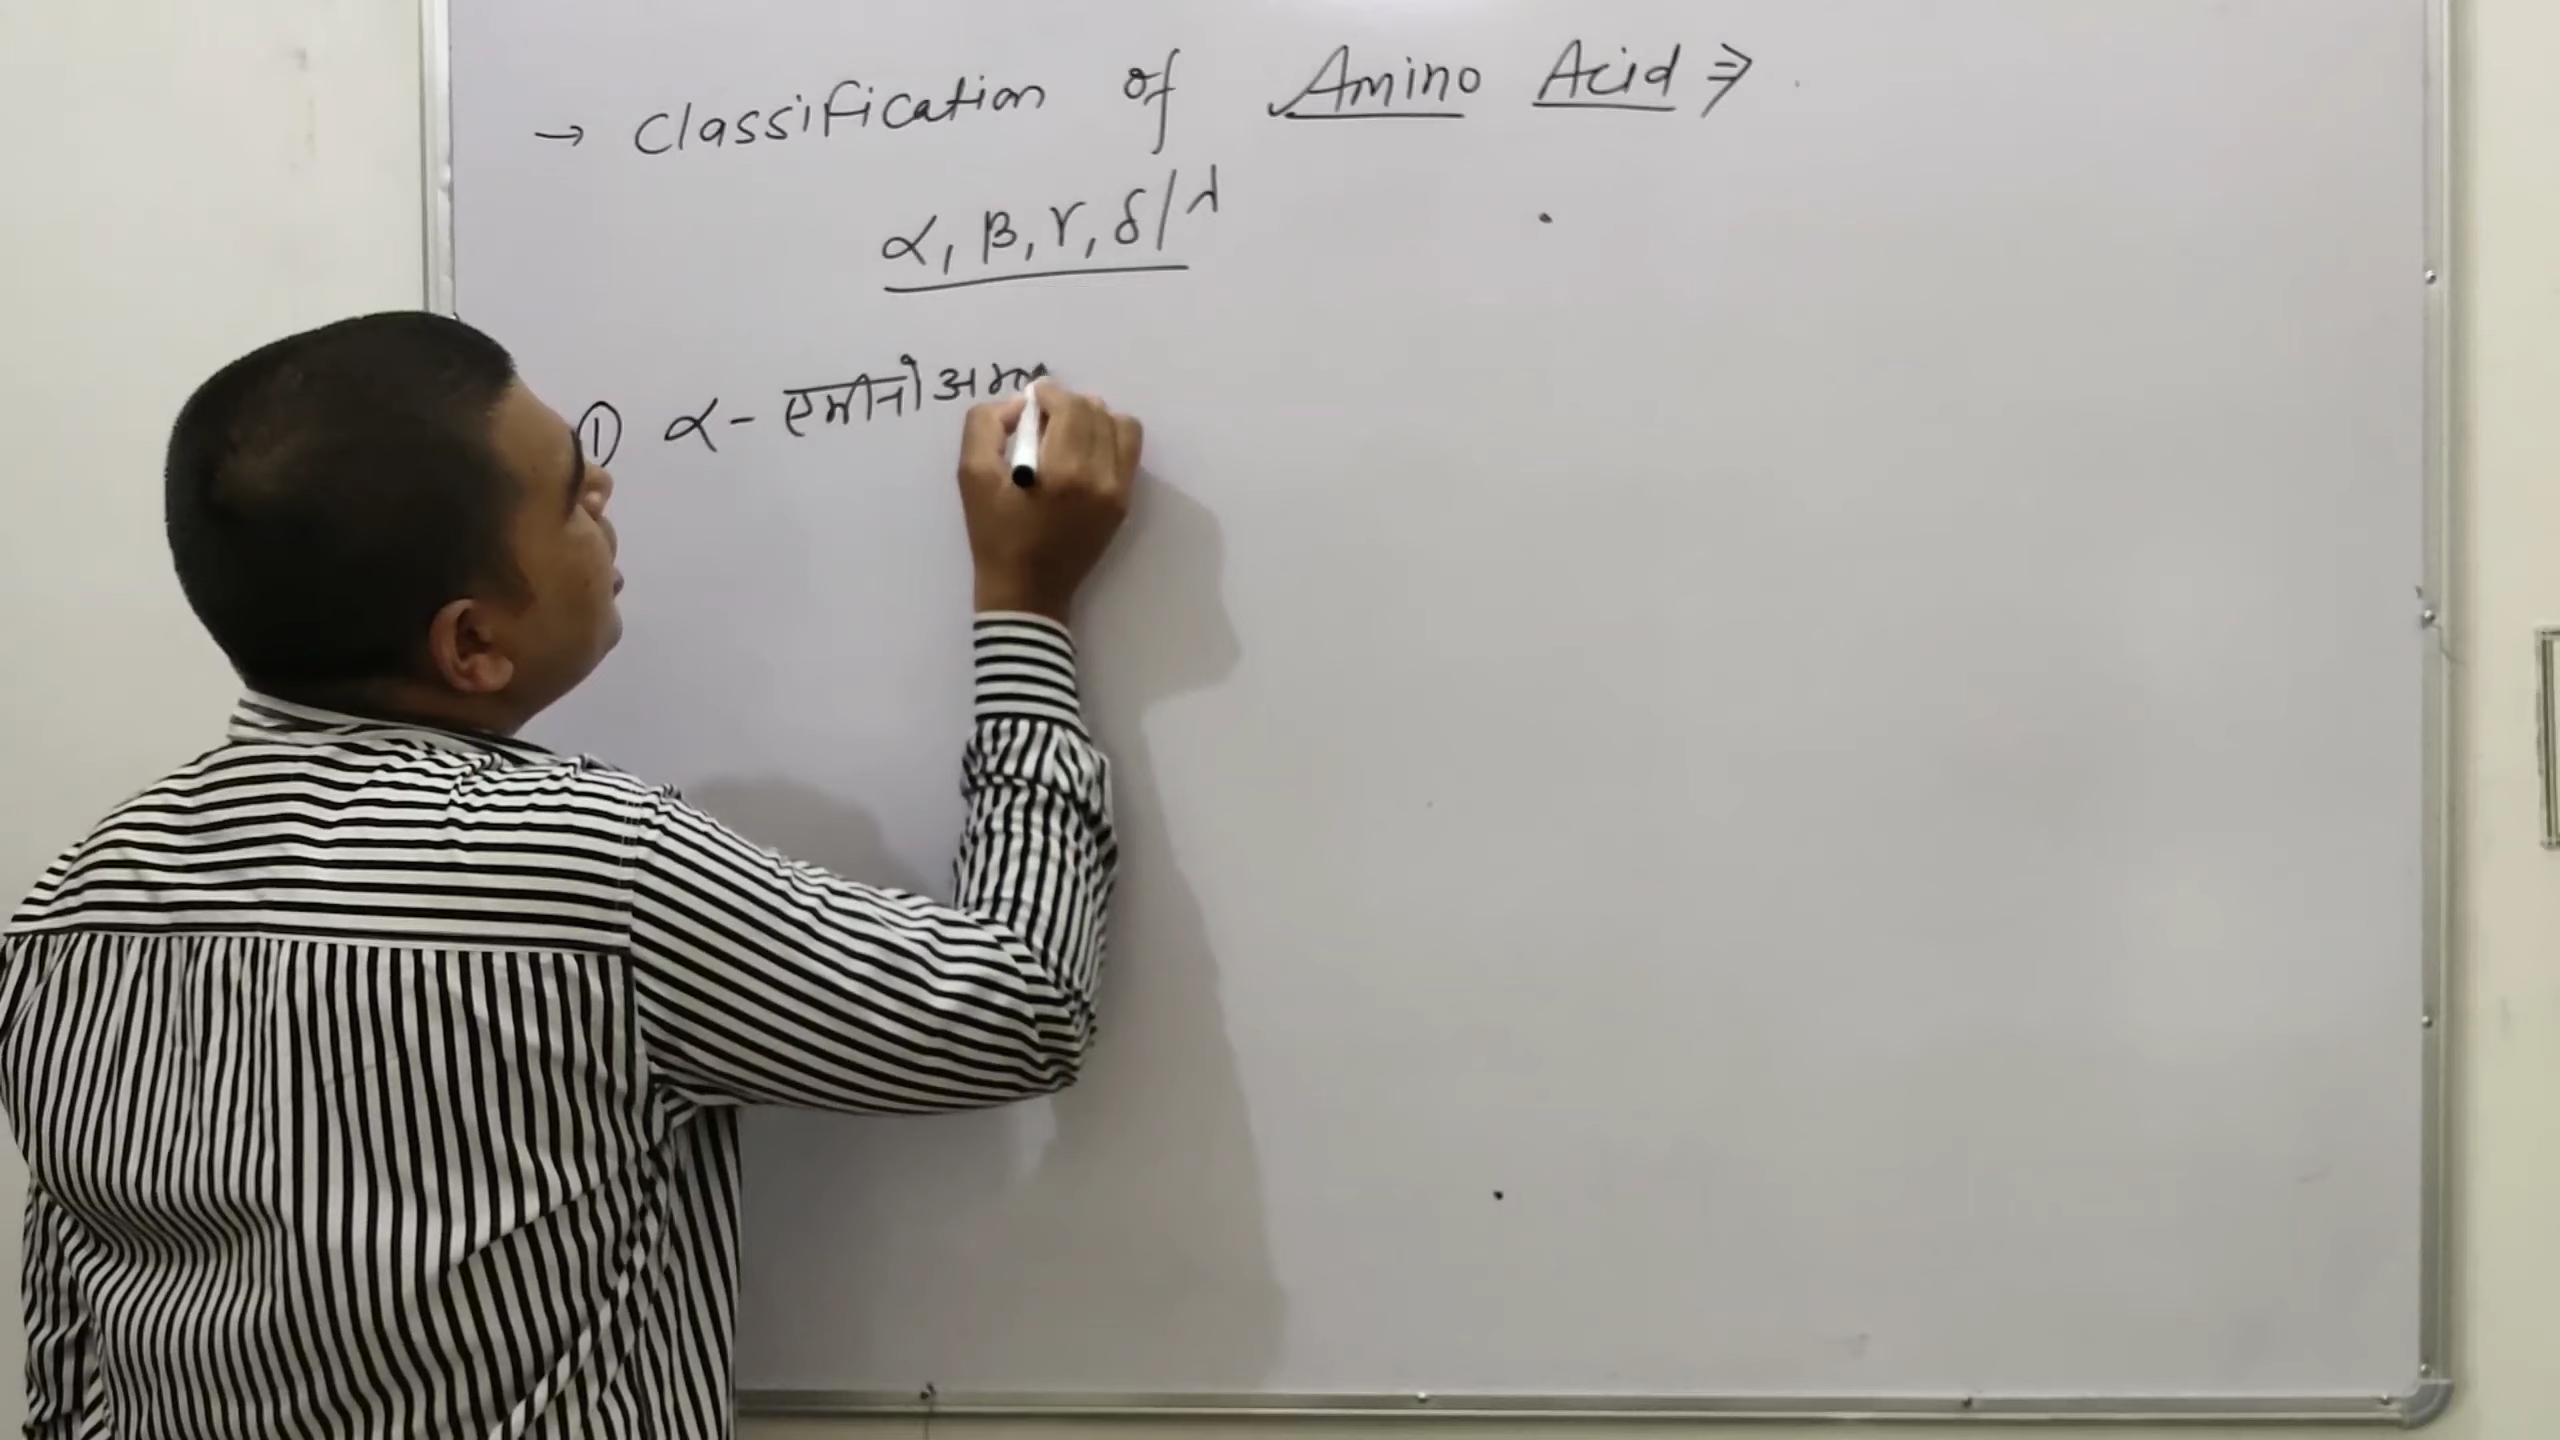 → Classification of Amino Acid ⇒
α, β, γ, δ/λ
① α- एमीनो अम्ल